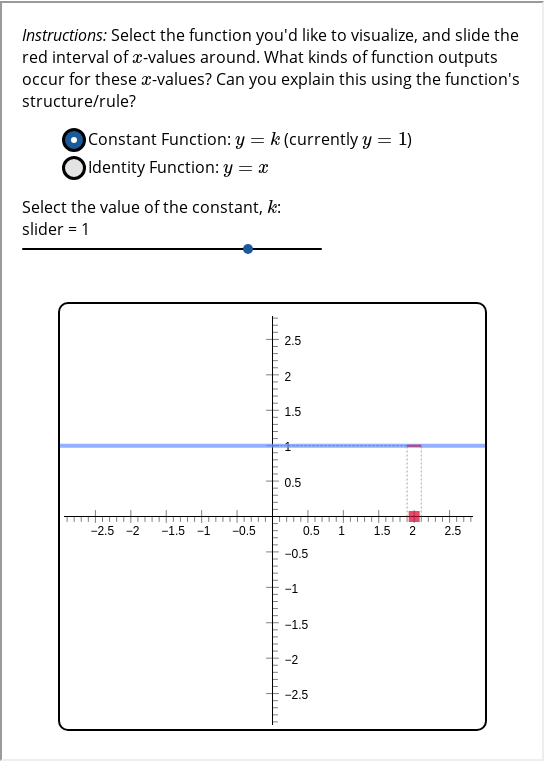 Instructions: Select the function you'd like to visualize, and slide the
red interval of x-values around. What kinds of function outputs
occur for these x-values? Can you explain this using the function's
structure/rule?
Constant Function: y = k (currently y = 1)
Identity Function: y = x
Select the value of the constant, k:
slider = 1
2.5
2
1.5
1
0.5
−2.5 −2 −1.5 −1 −0.5 0.5 1 1.5 2 2.5
−0.5
−1
−1.5
−2
−2.5